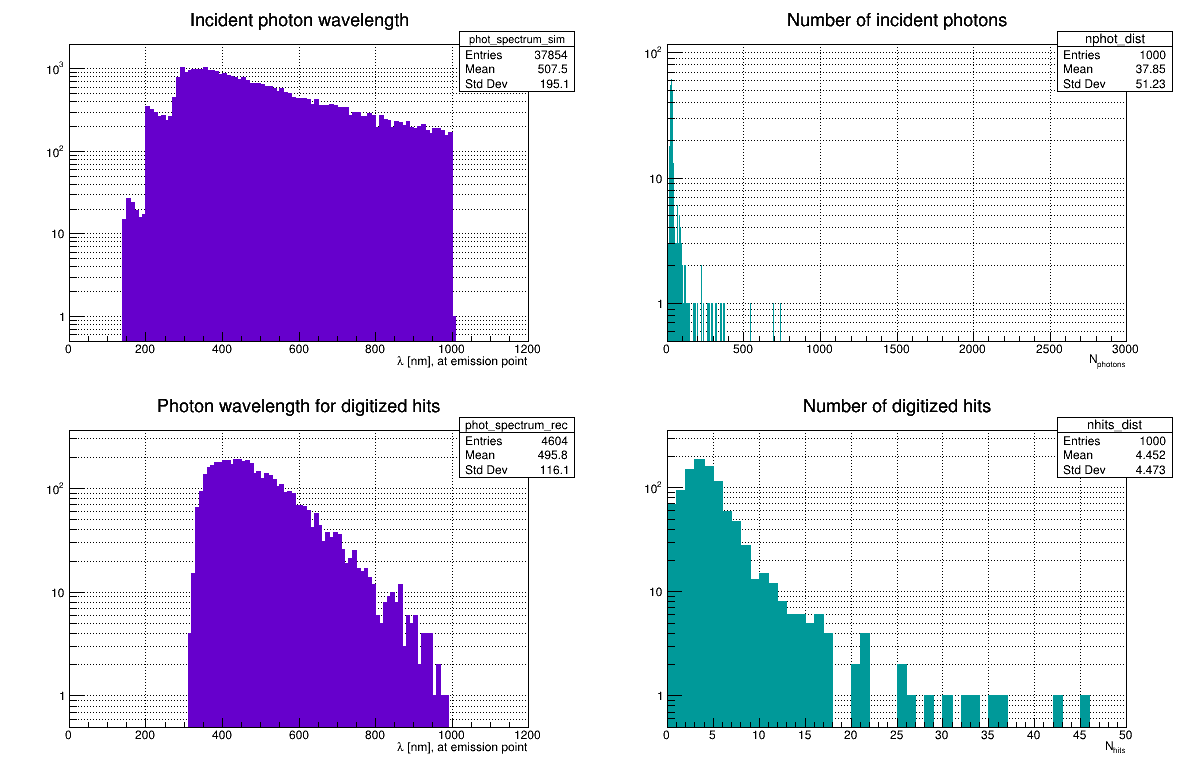 Incident photon wavelength
phot_spectrum_sim
Entries 37854
Mean 507.5
Std Dev 195.1
10³
10²
10
1
0 200 400 600 800 1000 1200
λ [nm], at emission point
Number of incident photons
nphot_dist
Entries 1000
Mean 37.85
Std Dev 51.23
10²
10
1
0 500 1000 1500 2000 2500 3000
N_photons
Photon wavelength for digitized hits
phot_spectrum_rec
Entries 4604
Mean 495.8
Std Dev 116.1
10²
10
1
0 200 400 600 800 1000 1200
λ [nm], at emission point
Number of digitized hits
nhits_dist
Entries 1000
Mean 4.452
Std Dev 4.473
10²
10
1
0 5 10 15 20 25 30 35 40 45 50
N_hits